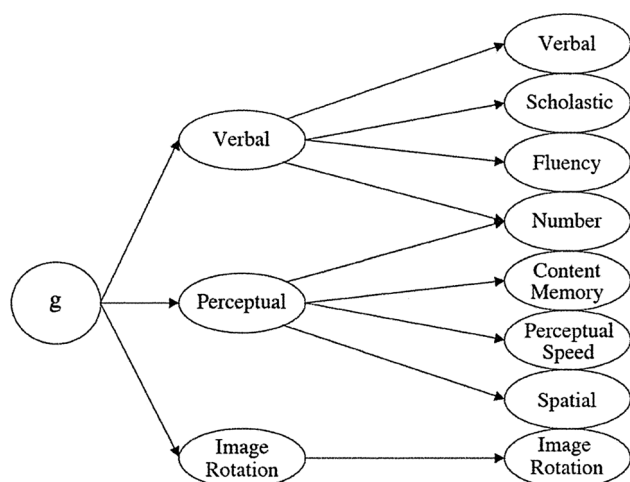 Verbal
Scholastic
Verbal
Fluency
Number
Content
Memory
g
Perceptual
Perceptual
Speed
Spatial
Image
Rotation
Image
Rotation